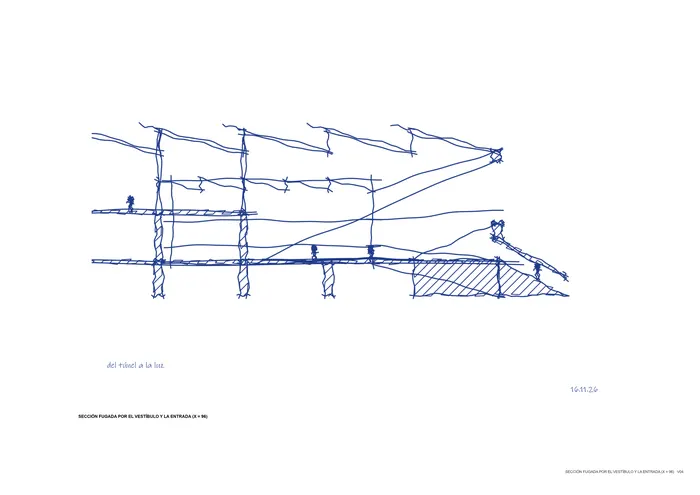 del túnel a la luz
16.11.26
SECCIÓN FUGADA POR EL VESTÍBULO Y LA ENTRADA (X = 96)
SECCIÓN FUGADA POR EL VESTÍBULO Y LA ENTRADA (X = 96) · V04